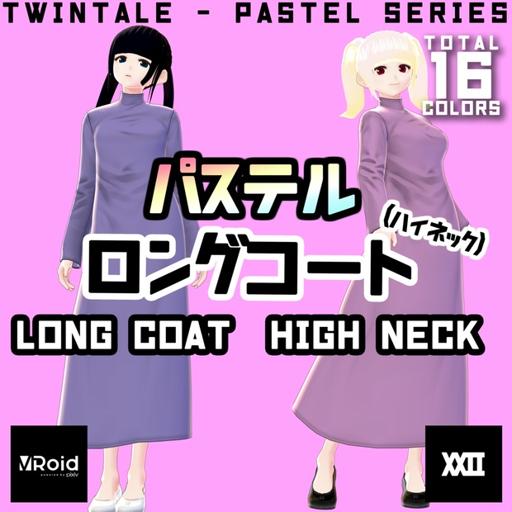 TWINTALE - PASTEL SERIES
TOTAL
16
COLORS
パステル
(ハイネック)
ロングコート
LONG COAT HIGH NECK
VRoid
powered by pixiv
XXII